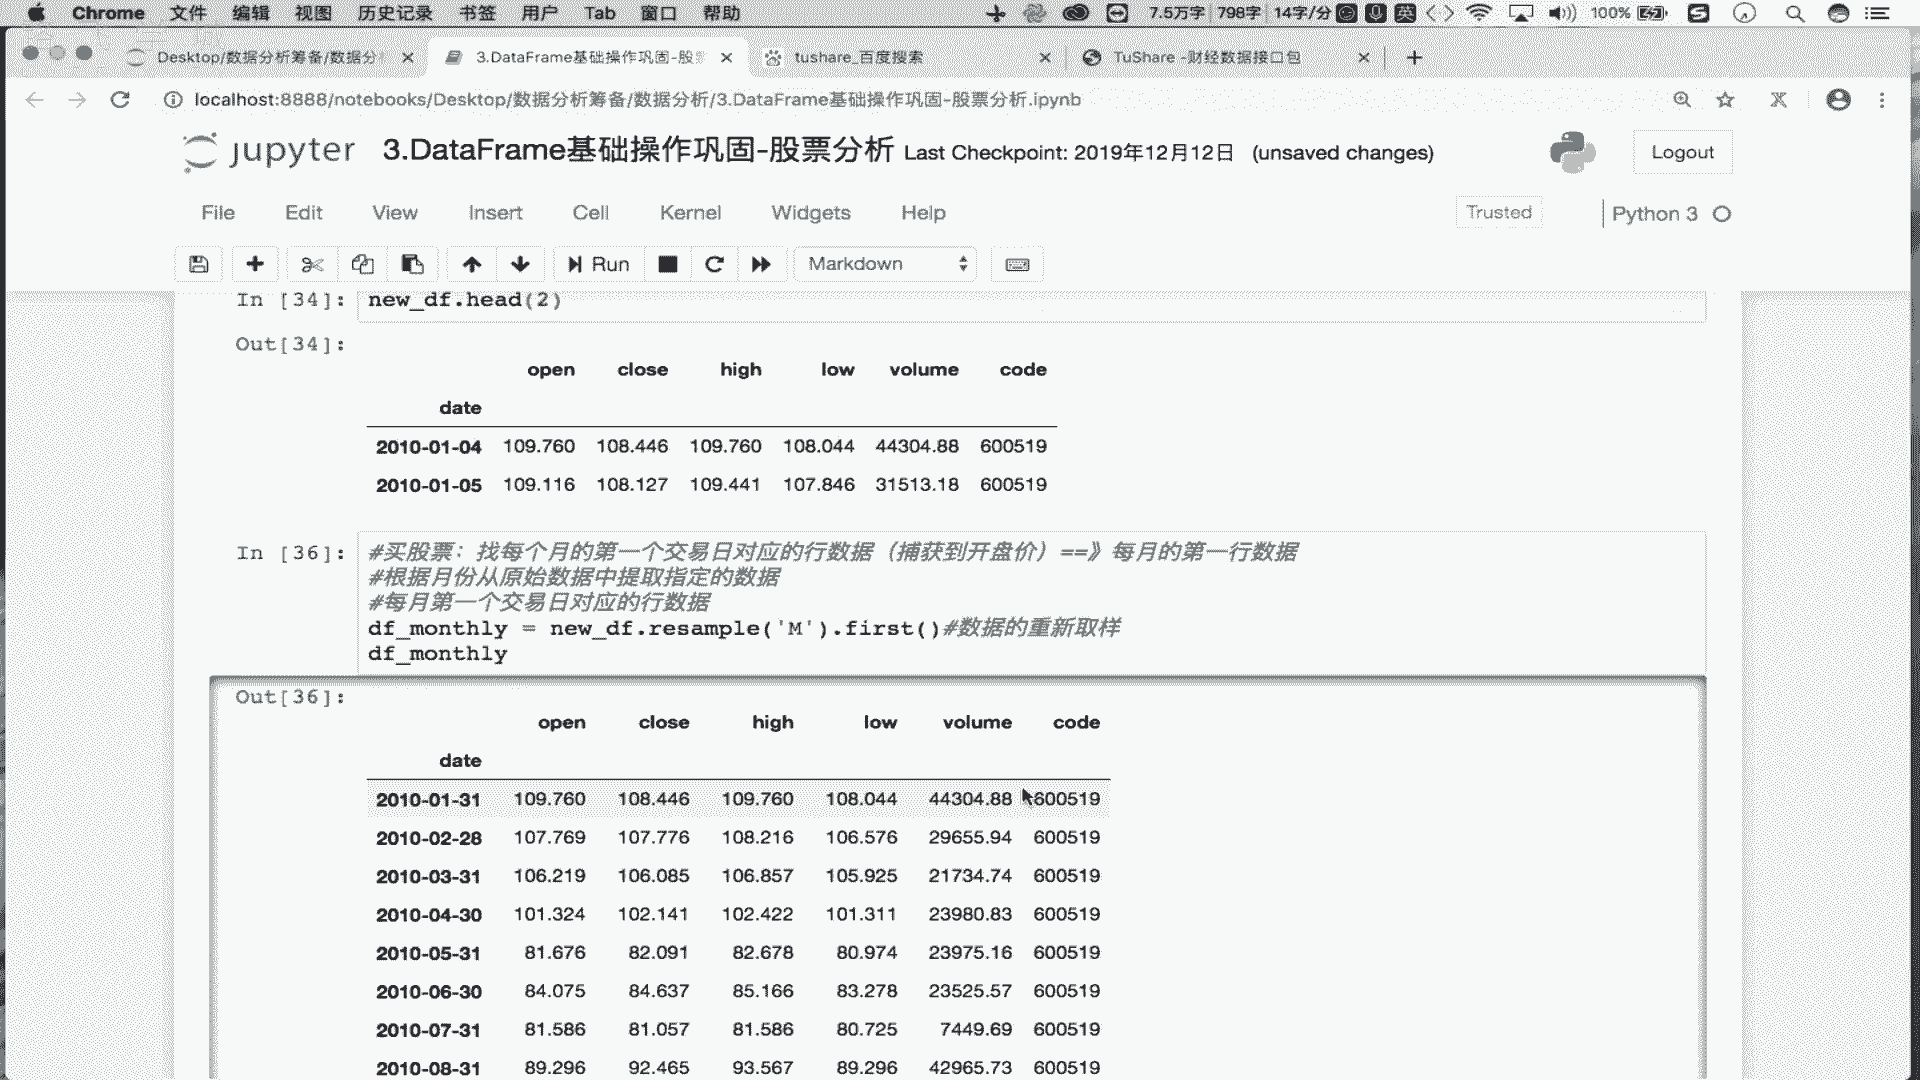 Chrome 文件 编辑 视图 历史记录 书签 用户 Tab 窗口 帮助 7.5万字 798字 14字/分 英 100%
Desktop/数据分析筹备/数据分 3.DataFrame基础操作巩固-股 tushare_百度搜索 TuShare -财经数据接口包
localhost:8888/notebooks/Desktop/数据分析筹备/数据分析/3.DataFrame基础操作巩固-股票分析.ipynb
jupyter 3.DataFrame基础操作巩固-股票分析 Last Checkpoint: 2019年12月12日 (unsaved changes) Logout
File Edit View Insert Cell Kernel Widgets Help Trusted Python 3
Run Markdown
In [34]: new_df.head(2)
Out[34]:
open close high low volume code
date
2010-01-04 109.760 108.446 109.760 108.044 44304.88 600519
2010-01-05 109.116 108.127 109.441 107.846 31513.18 600519
In [36]: #买股票：找每个月的第一个交易日对应的行数据（捕获到开盘价）==》每月的第一行数据
#根据月份从原始数据中提取指定的数据
#每月第一个交易日对应的行数据
df_monthly = new_df.resample('M').first()#数据的重新取样
df_monthly
Out[36]:
open close high low volume code
date
2010-01-31 109.760 108.446 109.760 108.044 44304.88 600519
2010-02-28 107.769 107.776 108.216 106.576 29655.94 600519
2010-03-31 106.219 106.085 106.857 105.925 21734.74 600519
2010-04-30 101.324 102.141 102.422 101.311 23980.83 600519
2010-05-31 81.676 82.091 82.678 80.974 23975.16 600519
2010-06-30 84.075 84.637 85.166 83.278 23525.57 600519
2010-07-31 81.586 81.057 81.586 80.725 7449.69 600519
2010-08-31 89.296 92.465 93.567 89.296 42965.73 600519